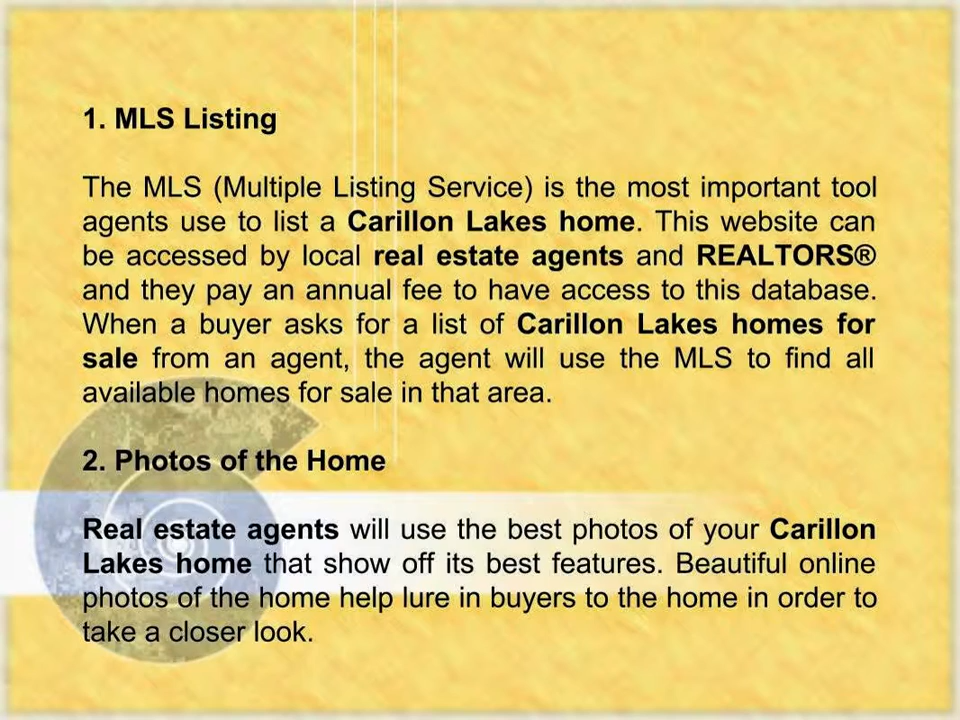 1. MLS Listing
The MLS (Multiple Listing Service) is the most important tool
agents use to list a Carillon Lakes home. This website can
be accessed by local real estate agents and REALTORS®
and they pay an annual fee to have access to this database.
When a buyer asks for a list of Carillon Lakes homes for
sale from an agent, the agent will use the MLS to find all
available homes for sale in that area.
2. Photos of the Home
Real estate agents will use the best photos of your Carillon
Lakes home that show off its best features. Beautiful online
photos of the home help lure in buyers to the home in order to
take a closer look.